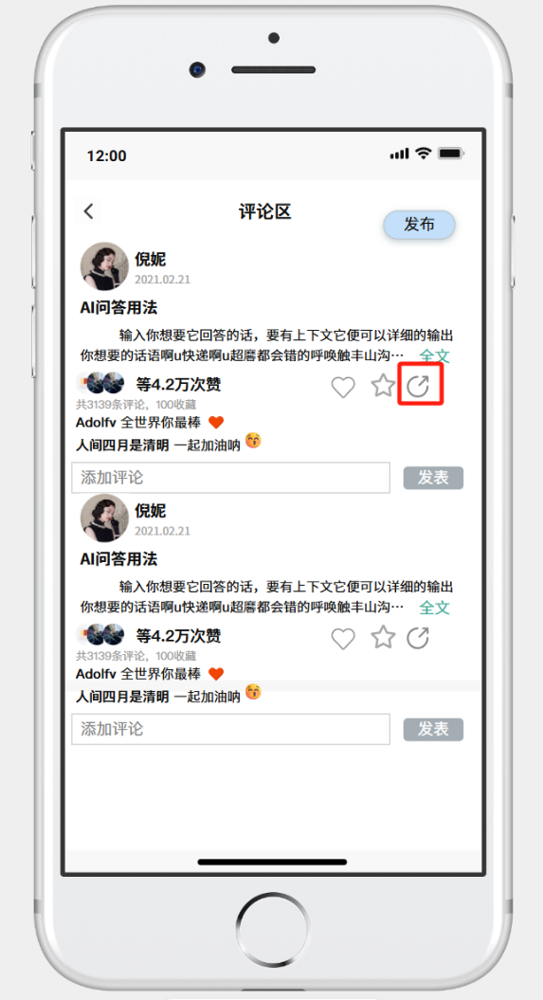 12:00
评论区
发布
倪妮
2021.02.21
AI问答用法
输入你想要它回答的话，要有上下文它便可以详细的输出
你想要的话语啊u快递啊u超磨都会错的呼唤触丰山沟… 全文
等4.2万次赞
共3139条评论，100收藏
Adolfv 全世界你最棒
人间四月是清明 一起加油呐
添加评论 发表
倪妮
2021.02.21
AI问答用法
输入你想要它回答的话，要有上下文它便可以详细的输出
你想要的话语啊u快递啊u超磨都会错的呼唤触丰山沟… 全文
等4.2万次赞
共3139条评论，100收藏
Adolfv 全世界你最棒
人间四月是清明 一起加油呐
添加评论 发表